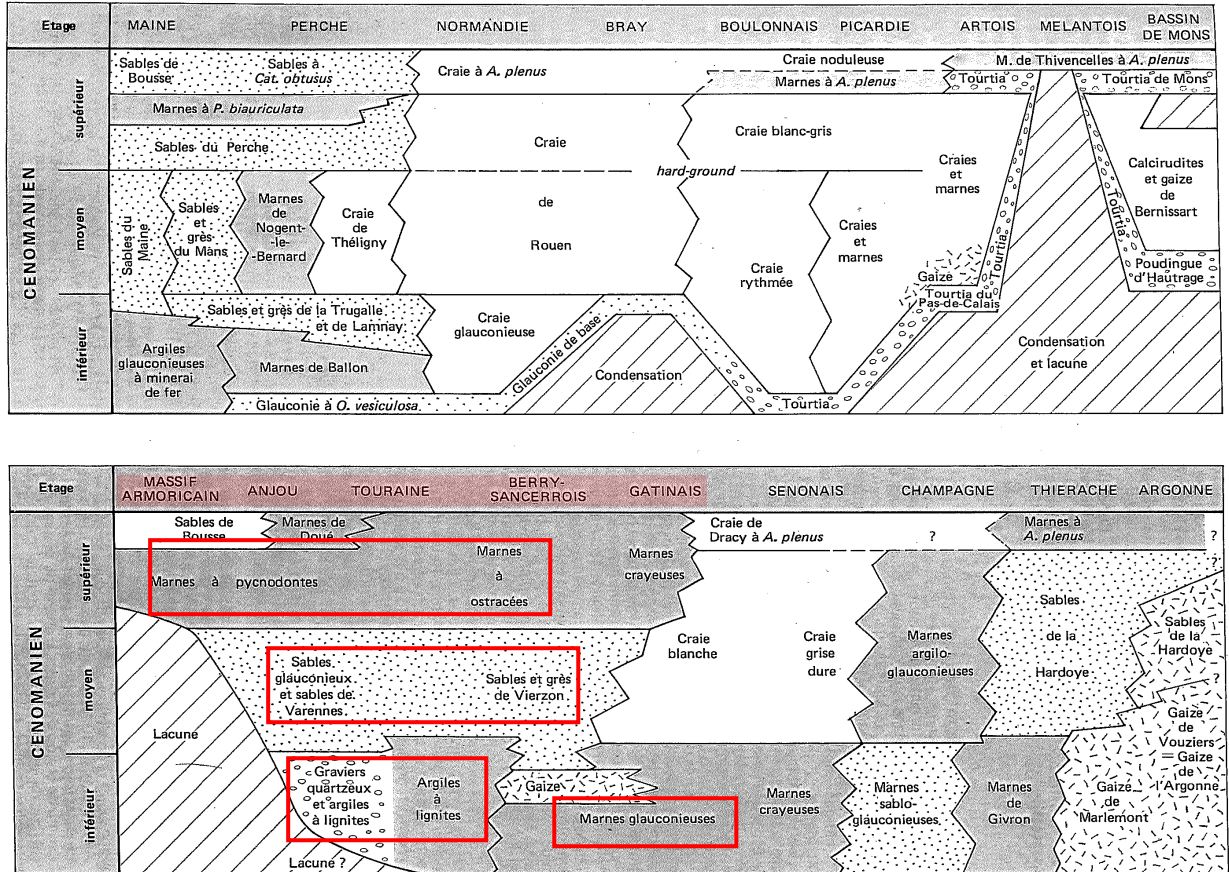 Etage
MAINE
PERCHE
NORMANDIE
BRAY
BOULONNAIS
PICARDIE
ARTOIS
MELANTOIS
BASSIN
DE MONS
CENOMANIEN
supérieur
moyen
inférieur
Sables de
Bousse
Sables à
Cat. obtusus
Craie à A. plenus
Craie noduleuse
Marnes à A. plenus
M. de Thivencelles à A. plenus
Tourtia
Tourtia de Mons
Marnes à P. biauriculata
Sables du Perche
Craie
de
Rouen
Craie blanc-gris
hard-ground
Craies
et
marnes
Calcirudites
et gaize
de
Bernissart
Sables du
Maine
Sables
et
grès
du Mans
Marnes
de
Nogent-
-le-
-Bernard
Craie
de
Théligny
Craie
rythmée
Craies
et
marnes
Gaize
Tourtia
Tourtia
Tourtia du
Pas-de-Calais
Poudingue
d'Hautrage
Sables et grès de la Trugalle
et de Lamnay
Craie
glauconieuse
Glauconie de base
Condensation
Condensation
et lacune
Argiles
glauconieuses
à minerai
de fer
Marnes de Ballon
Glauconie à O. vesiculosa
Tourtia
Etage
MASSIF
ARMORICAIN
ANJOU
TOURAINE
BERRY-
SANCERROIS
GATINAIS
SENONAIS
CHAMPAGNE
THIERACHE
ARGONNE
CENOMANIEN
supérieur
moyen
inférieur
Sables de
Bousse
Marnes de
Doué
Craie de
Dracy à A. plenus
?
Marnes à
A. plenus
?
?
Marnes à pycnodontes
Marnes
à
ostracées
Marnes
crayeuses
Sables
de la
Hardoye
Sables
de la
Hardoye
?
Craie
blanche
Craie
grise
dure
Marnes
argilo-
glauconieuses
Sables
glauconieux
et sables de
Varennes
Sables et grès
de Vierzon
Lacune
Gaize
de
Vouziers
= Gaize
de
l'Argonne
Graviers
quartzeux
et argiles
à lignites
Argiles
à
lignites
Gaize
Marnes glauconieuses
Marnes
crayeuses
Marnes
sablo-
glauconieuses
Marnes
de
Givron
Gaize
de
Marlemont
Lacune ?